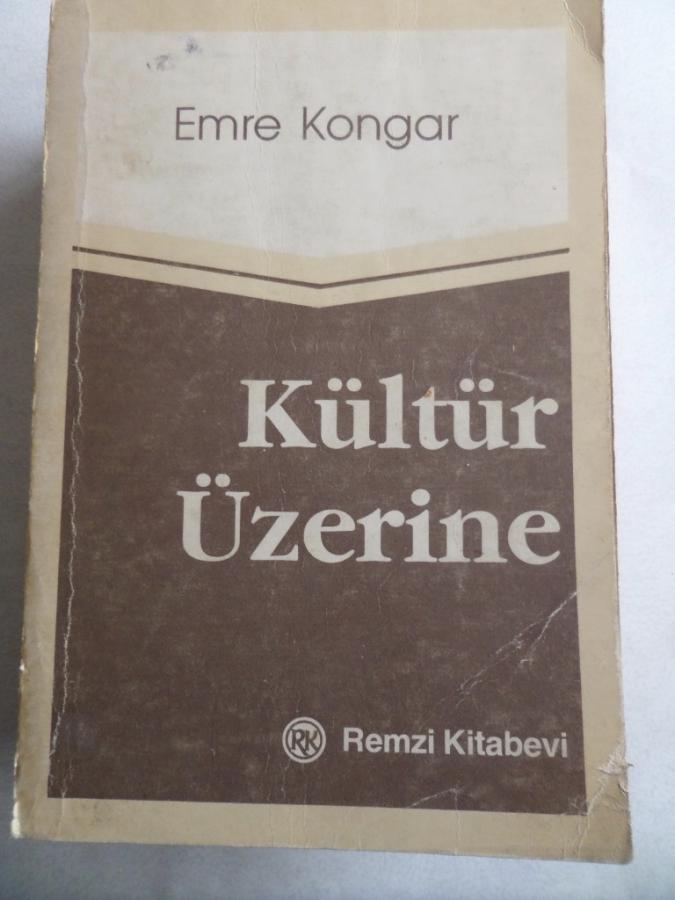 Emre Kongar
Kültür
Üzerine
RK Remzi Kitabevi